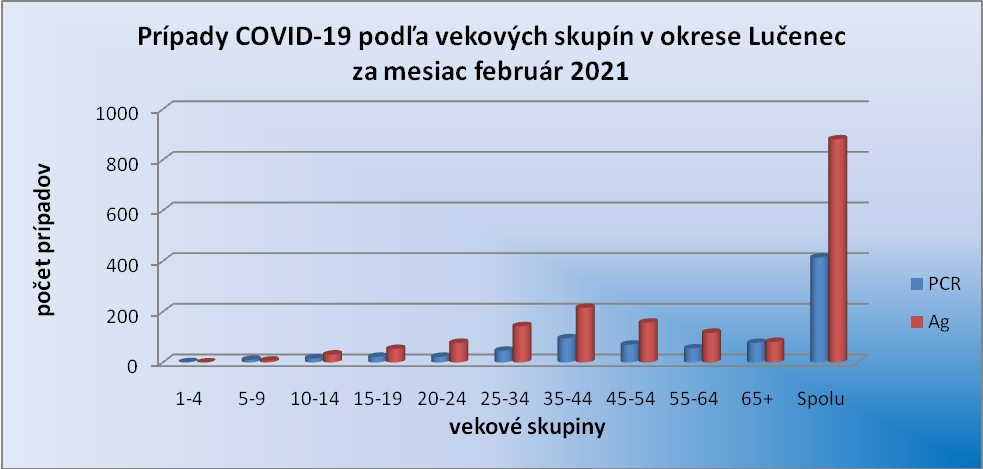 Prípady COVID-19 podľa vekových skupín v okrese Lučenec
za mesiac február 2021
počet prípadov
1000
800
600
400
200
0
1-4 5-9 10-14 15-19 20-24 25-34 35-44 45-54 55-64 65+ Spolu
vekové skupiny
PCR
Ag